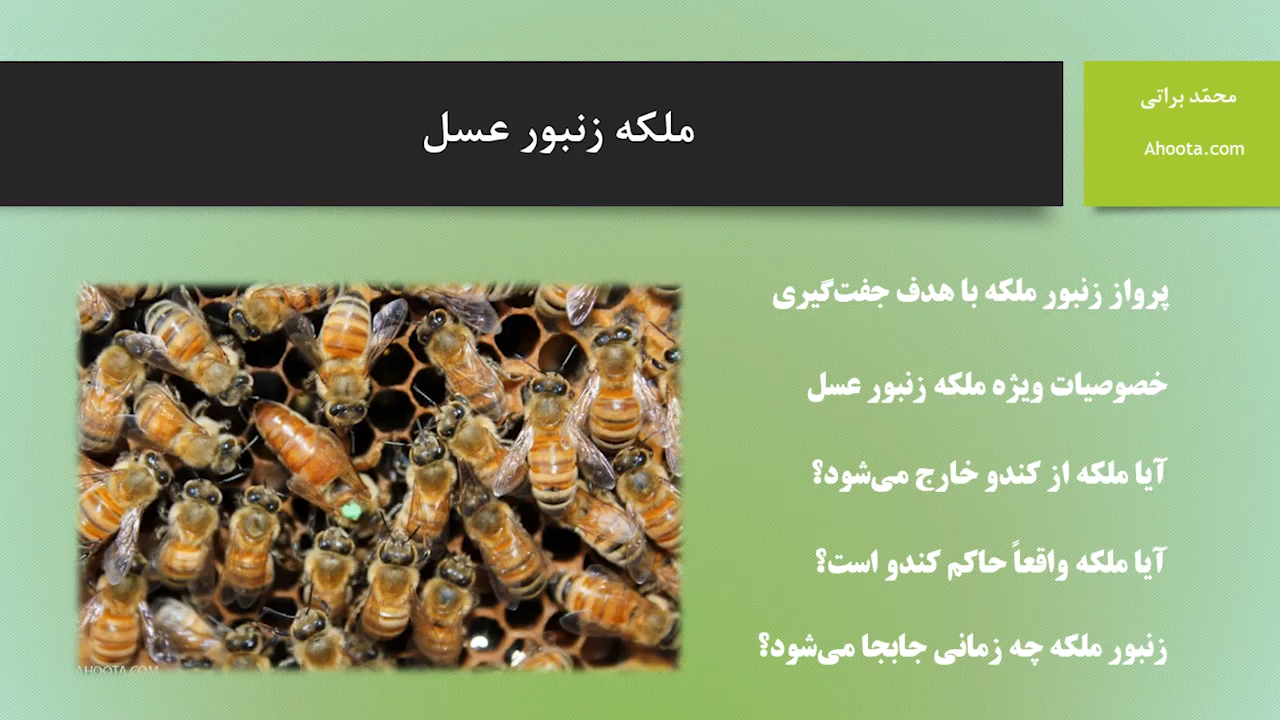 محمّد براتی
Ahoota.com
ملکه زنبور عسل
پرواز زنبور ملکه با هدف جفت‌گیری
خصوصیات ویژه ملکه زنبور عسل
آیا ملکه از کندو خارج می‌شود؟
آیا ملکه واقعاً حاکم کندو است؟
زنبور ملکه چه زمانی جابجا می‌شود؟
AHOOTA.COM